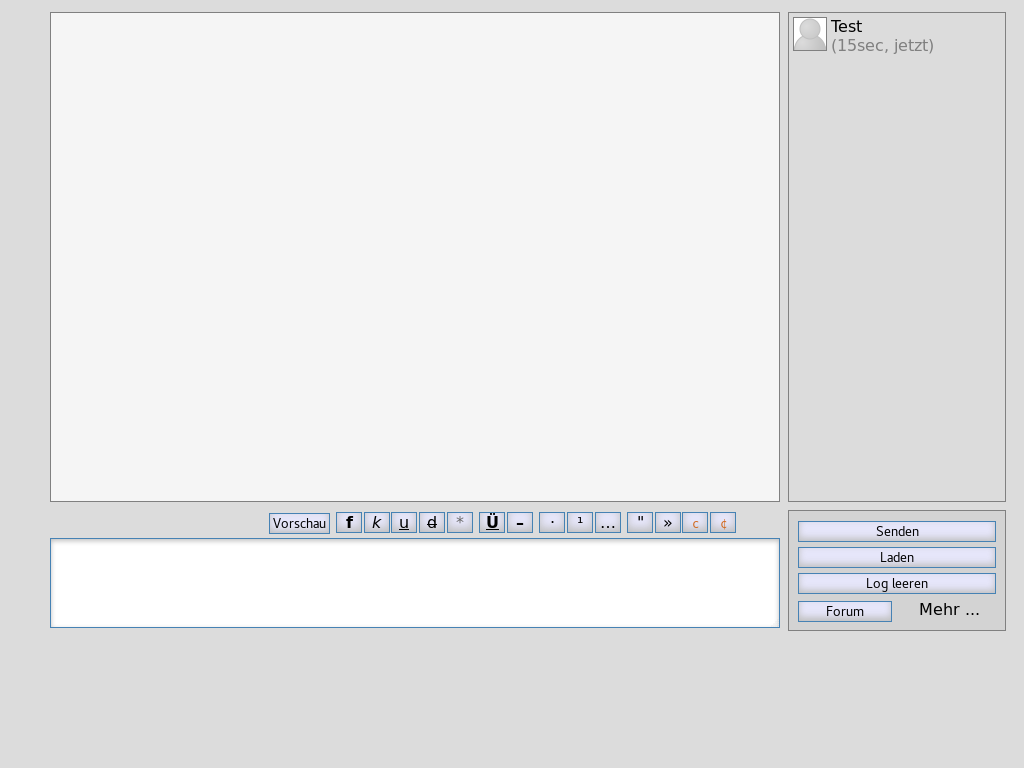 Test
(15sec, jetzt)
Vorschau f k u d * Ü – · ¹ … " » c ¢
Senden
Laden
Log leeren
Forum Mehr ...